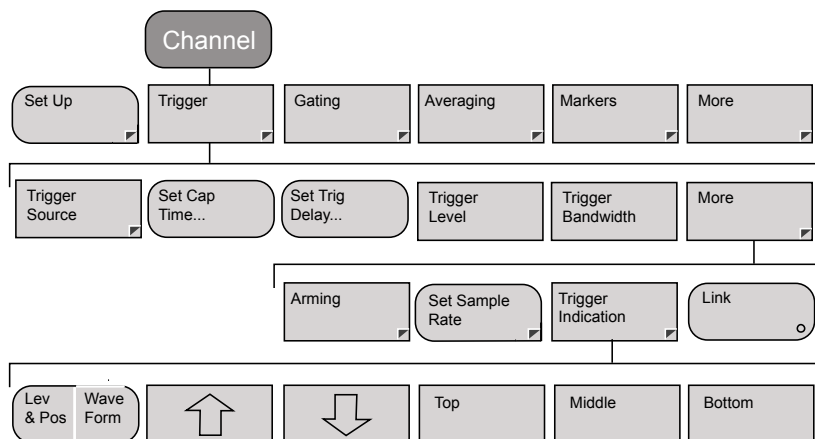 Channel
Set Up
Trigger
Gating
Averaging
Markers
More
Trigger
Source
Set Cap
Time...
Set Trig
Delay...
Trigger
Level
Trigger
Bandwidth
More
Arming
Set Sample
Rate
Trigger
Indication
Link
Lev
& Pos
Wave
Form
Top
Middle
Bottom